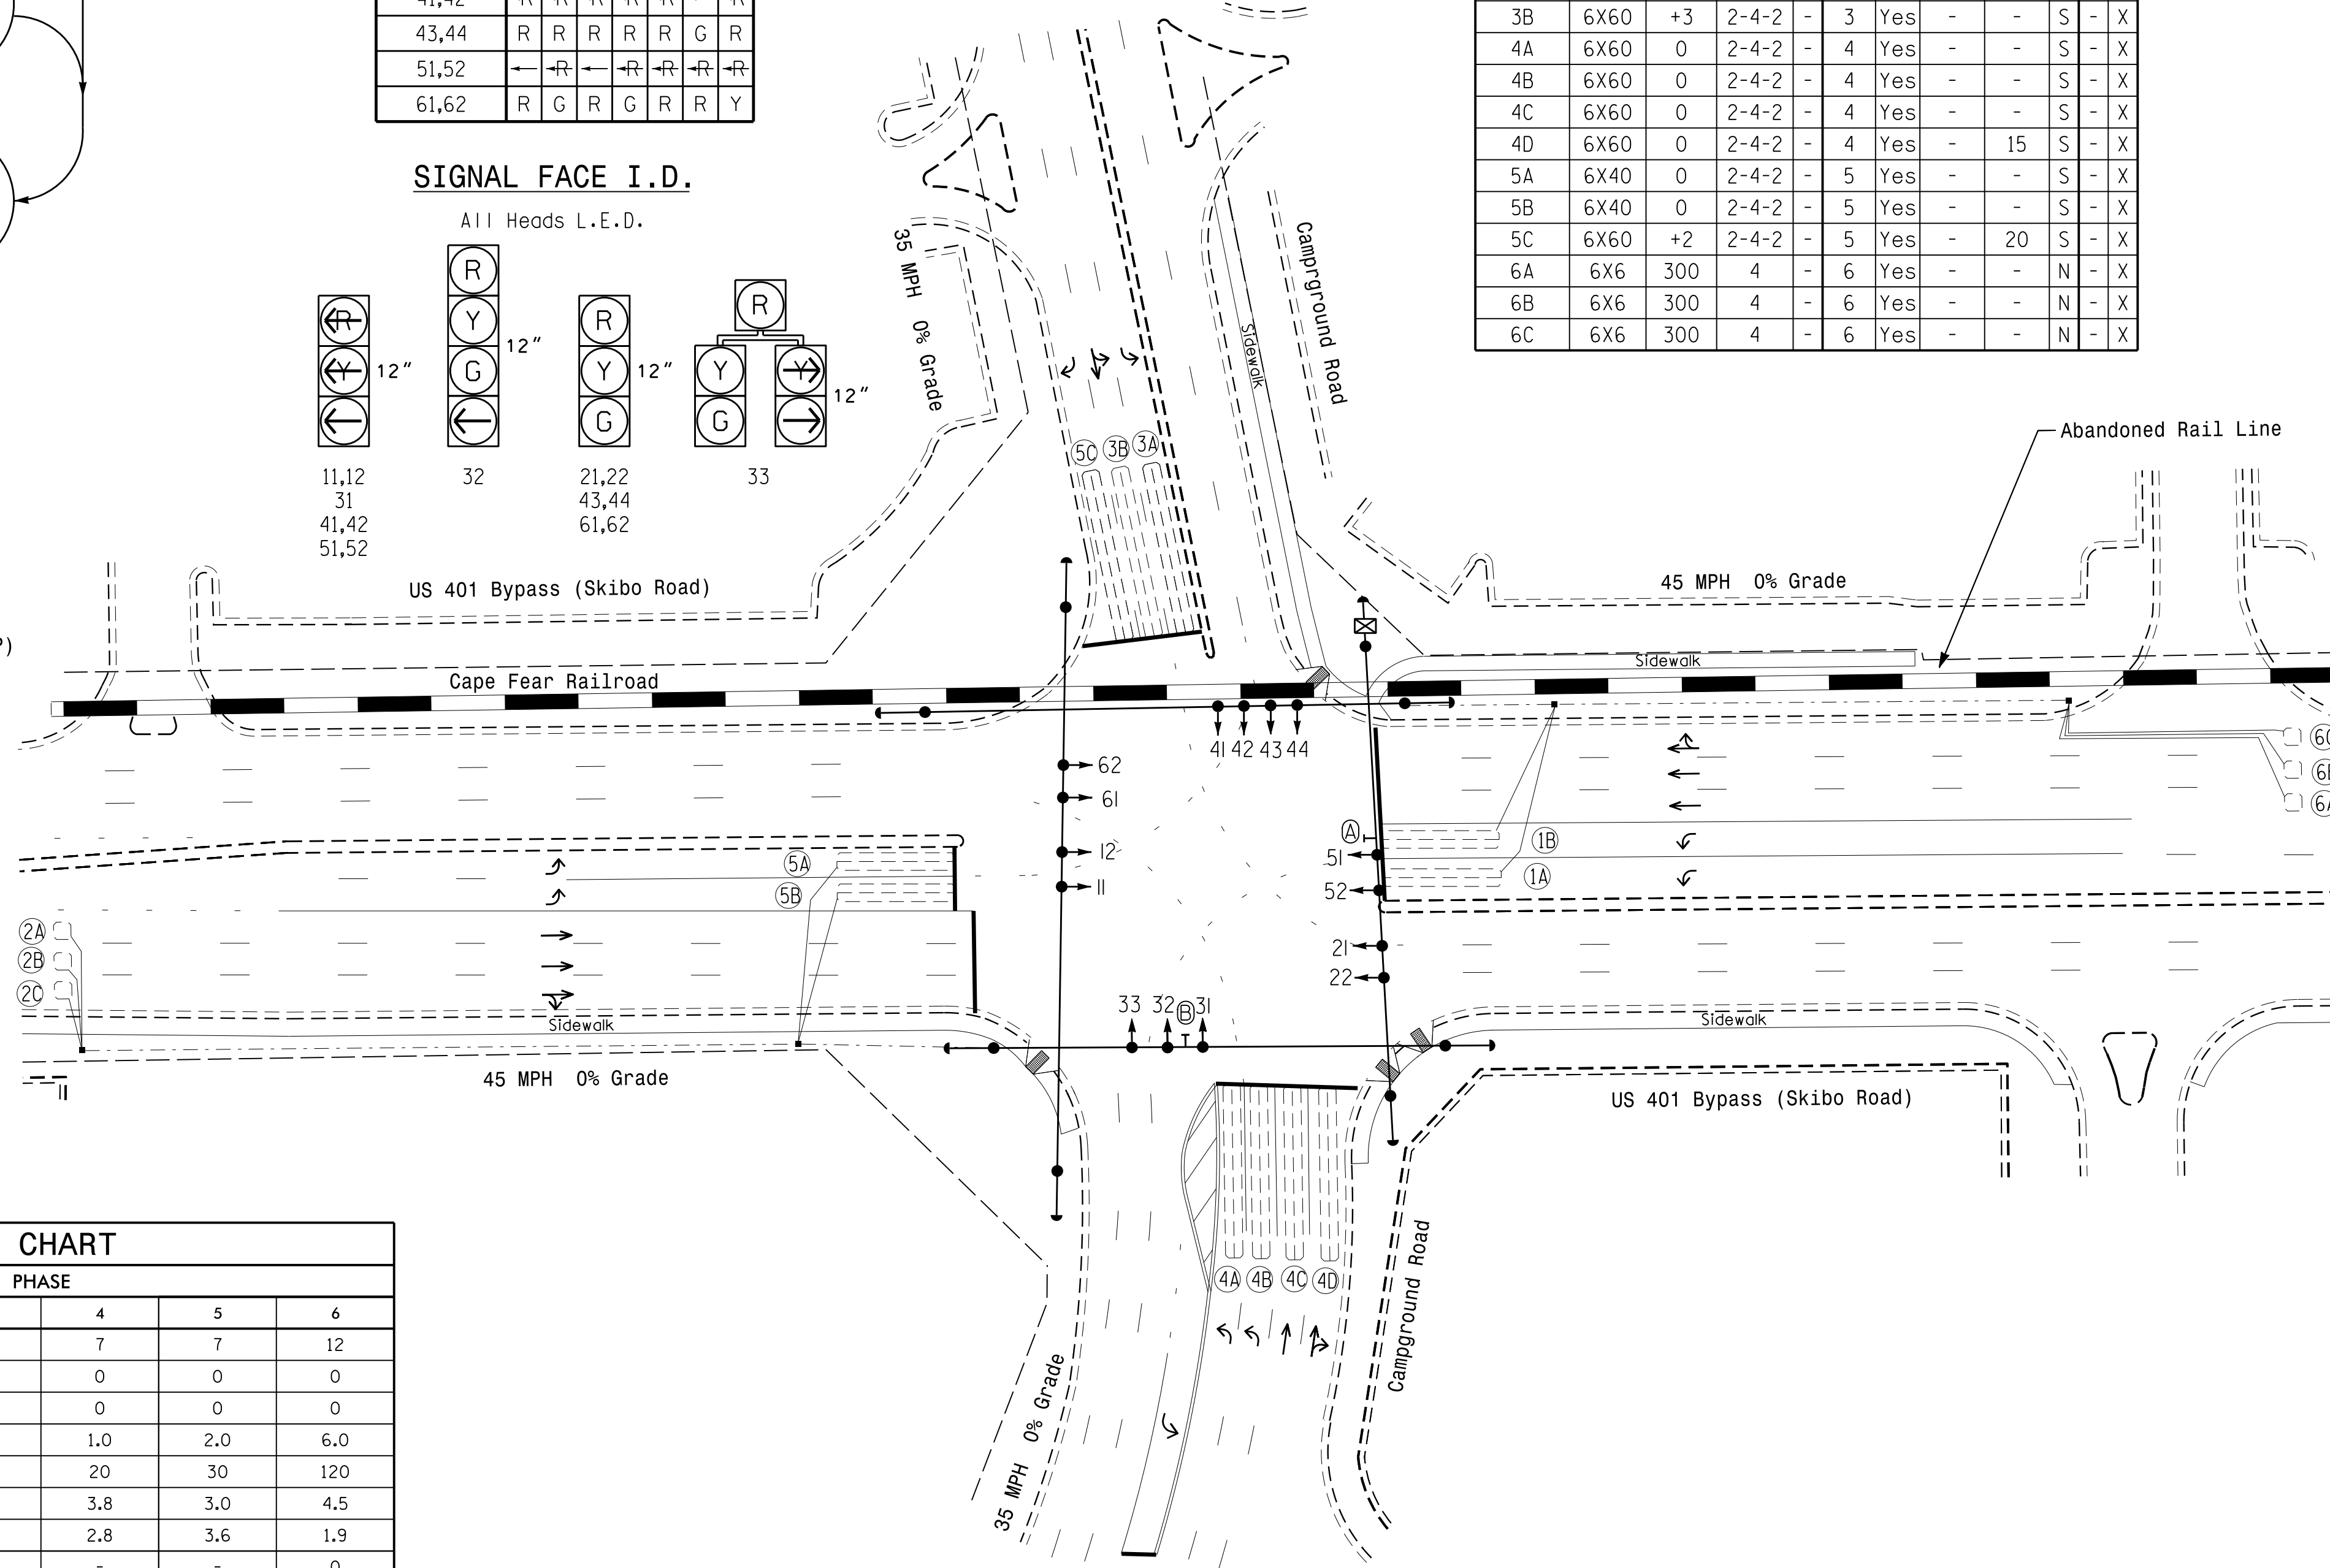 43,44 R R R R R G R
51,52 R R R R R
61,62 R G R G R R Y
SIGNAL FACE I.D.
All Heads L.E.D.
R Y 12"
R Y G 12"
R Y G 12"
R Y Y G 12"
11,12
31
41,42
51,52
32
21,22
43,44
61,62
33
3B 6X60 +3 2-4-2 - 3 Yes - - S - X
4A 6X60 0 2-4-2 - 4 Yes - - S - X
4B 6X60 0 2-4-2 - 4 Yes - - S - X
4C 6X60 0 2-4-2 - 4 Yes - - S - X
4D 6X60 0 2-4-2 - 4 Yes - 15 S - X
5A 6X40 0 2-4-2 - 5 Yes - - S - X
5B 6X40 0 2-4-2 - 5 Yes - - S - X
5C 6X60 +2 2-4-2 - 5 Yes - 20 S - X
6A 6X6 300 4 - 6 Yes - - N - X
6B 6X6 300 4 - 6 Yes - - N - X
6C 6X6 300 4 - 6 Yes - - N - X
35 MPH 0% Grade
Camprground Road
Sidewalk
5C 3B 3A
Abandoned Rail Line
US 401 Bypass (Skibo Road)
45 MPH 0% Grade
Cape Fear Railroad
Sidewalk
41 42 43 44
62
61
12
11
A
51
52
21
22
1B
1A
6A
5A
5B
2A
2B
2C
33 32 B 31
Sidewalk
Sidewalk
45 MPH 0% Grade
US 401 Bypass (Skibo Road)
4A 4B 4C 4D
Campground Road
35 MPH 0% Grade
CHART
PHASE
4 5 6
7 7 12
0 0 0
0 0 0
1.0 2.0 6.0
20 30 120
3.8 3.0 4.5
2.8 3.6 1.9
- - 0